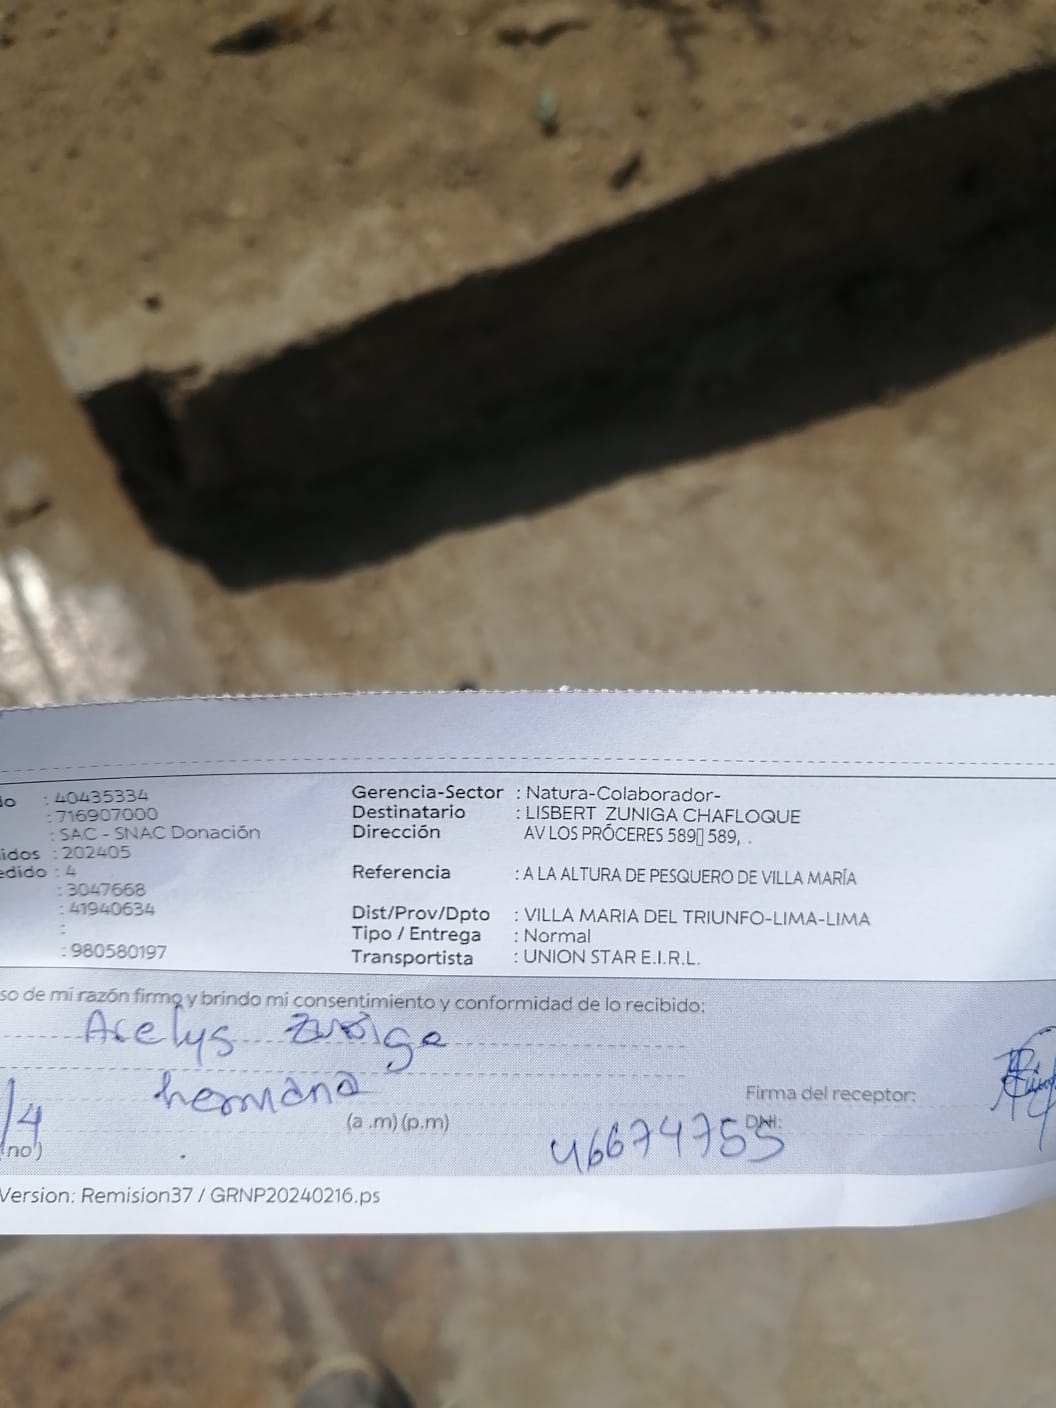 do : 40435334
: 716907000
: SAC - SNAC Donación
idos : 202405
edido : 4
: 3047668
: 41940634
:
: 980580197
Gerencia-Sector : Natura-Colaborador-
Destinatario : LISBERT ZUNIGA CHAFLOQUE
Dirección AV LOS PRÓCERES 589▯ 589, .
Referencia : A LA ALTURA DE PESQUERO DE VILLA MARÍA
Dist/Prov/Dpto : VILLA MARIA DEL TRIUNFO-LIMA-LIMA
Tipo / Entrega : Normal
Transportista : UNION STAR E.I.R.L.
so de mi razón firmo y brindo mi consentimiento y conformidad de lo recibido:
Acelys Zuñiga
hermana
/4
(a .m) (p.m)
no)
Firma del receptor:
DNI:
46674755
Version: Remision37 / GRNP20240216.ps